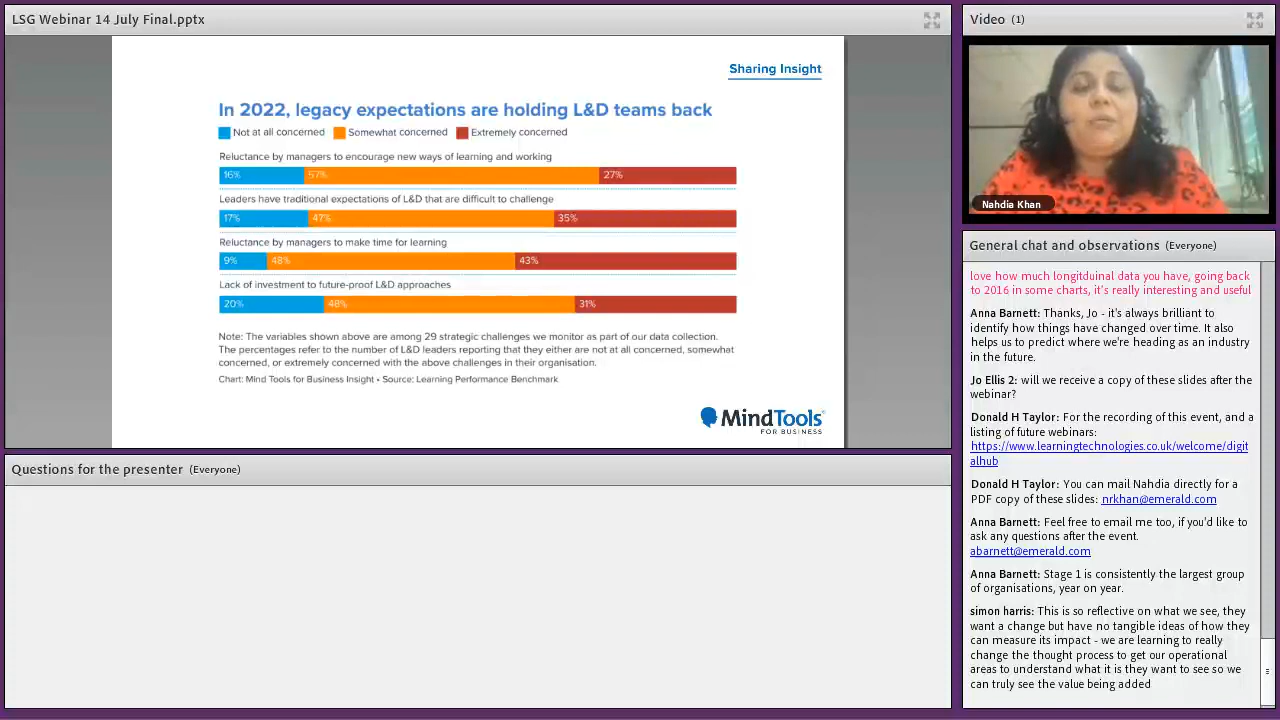 LSG Webinar 14 July Final.pptx
Sharing Insight
In 2022, legacy expectations are holding L&D teams back
Not at all concerned Somewhat concerned Extremely concerned
Reluctance by managers to encourage new ways of learning and working
16% 57% 27%
Leaders have traditional expectations of L&D that are difficult to challenge
17% 47% 35%
Reluctance by managers to make time for learning
9% 48% 43%
Lack of investment to future-proof L&D approaches
20% 48% 31%
Note: The variables shown above are among 29 strategic challenges we monitor as part of our data collection.
The percentages refer to the number of L&D leaders reporting that they either are not at all concerned, somewhat
concerned, or extremely concerned with the above challenges in their organisation.
Chart: Mind Tools for Business Insight • Source: Learning Performance Benchmark
MindTools
FOR BUSINESS
Questions for the presenter (Everyone)
Video (1)
Nahdia Khan
General chat and observations (Everyone)
love how much longitduinal data you have, going back
to 2016 in some charts, it's really interesting and useful
Anna Barnett: Thanks, Jo - it's always brilliant to
identify how things have changed over time. It also
helps us to predict where we're heading as an industry
in the future.
Jo Ellis 2: will we receive a copy of these slides after the
webinar?
Donald H Taylor: For the recording of this event, and a
listing of future webinars:
https://www.learningtechnologies.co.uk/welcome/digit
alhub
Donald H Taylor: You can mail Nahdia directly for a
PDF copy of these slides: nrkhan@emerald.com
Anna Barnett: Feel free to email me too, if you'd like to
ask any questions after the event.
abarnett@emerald.com
Anna Barnett: Stage 1 is consistently the largest group
of organisations, year on year.
simon harris: This is so reflective on what we see, they
want a change but have no tangible ideas of how they
can measure its impact - we are learning to really
change the thought process to get our operational
areas to understand what it is they want to see so we
can truly see the value being added